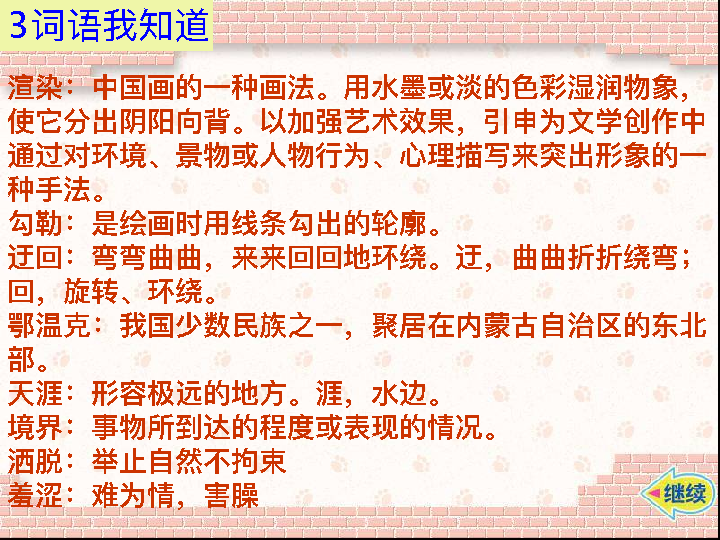 3词语我知道
渲染：中国画的一种画法。用水墨或淡的色彩湿润物象，
使它分出阴阳向背。以加强艺术效果，引申为文学创作中
通过对环境、景物或人物行为、心理描写来突出形象的一
种手法。
勾勒：是绘画时用线条勾出的轮廓。
迂回：弯弯曲曲，来来回回地环绕。迂，曲曲折折绕弯；
回，旋转、环绕。
鄂温克：我国少数民族之一，聚居在内蒙古自治区的东北
部。
天涯：形容极远的地方。涯，水边。
境界：事物所到达的程度或表现的情况。
洒脱：举止自然不拘束
羞涩：难为情，害臊
继续